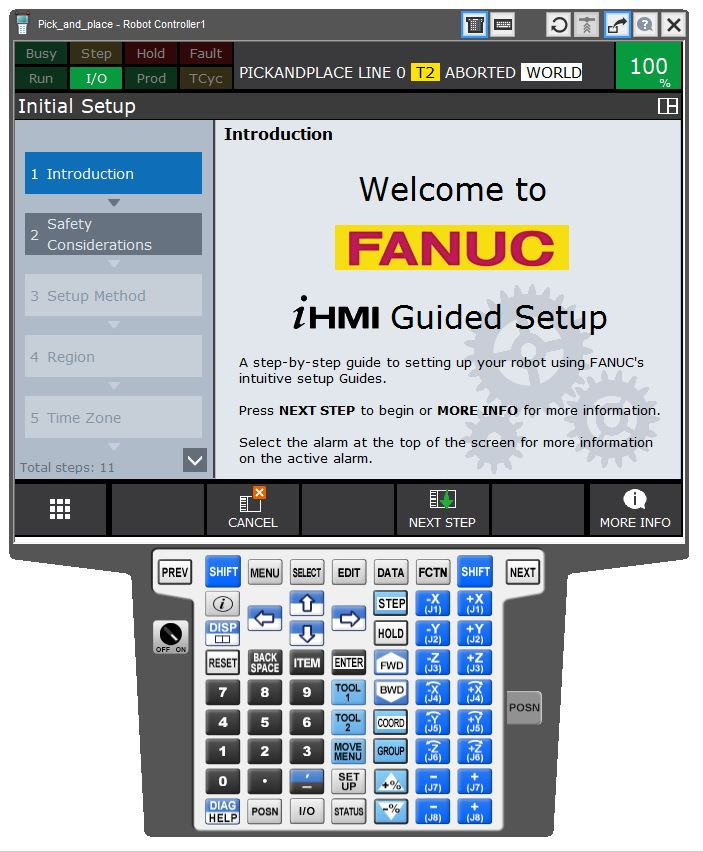 Pick_and_place - Robot Controller1
Busy Step Hold Fault
Run I/O Prod TCyc
PICKANDPLACE LINE 0 T2 ABORTED WORLD
100
%
Initial Setup
1 Introduction
2 Safety
Considerations
3 Setup Method
4 Region
5 Time Zone
Total steps: 11
Introduction
Welcome to
FANUC
iHMI Guided Setup
A step-by-step guide to setting up your robot using FANUC's
intuitive setup Guides.
Press NEXT STEP to begin or MORE INFO for more information.
Select the alarm at the top of the screen for more information
on the active alarm.
CANCEL
NEXT STEP
i
MORE INFO
PREV SHIFT MENU SELECT EDIT DATA FCTN SHIFT NEXT
i STEP -X (J1) +X (J1)
DISP HOLD -Y (J2) +Y (J2)
OFF ON
RESET BACK SPACE ITEM ENTER FWD -Z (J3) +Z (J3)
7 8 9 TOOL 1 BWD -X (J4) +X (J4)
4 5 6 TOOL 2 COORD -Y (J5) +Y (J5)
POSN
1 2 3 MOVE MENU GROUP -Z (J6) +Z (J6)
0 . ,- SET UP +% - (J7) + (J7)
DIAG HELP POSN I/O STATUS -% - (J8) + (J8)